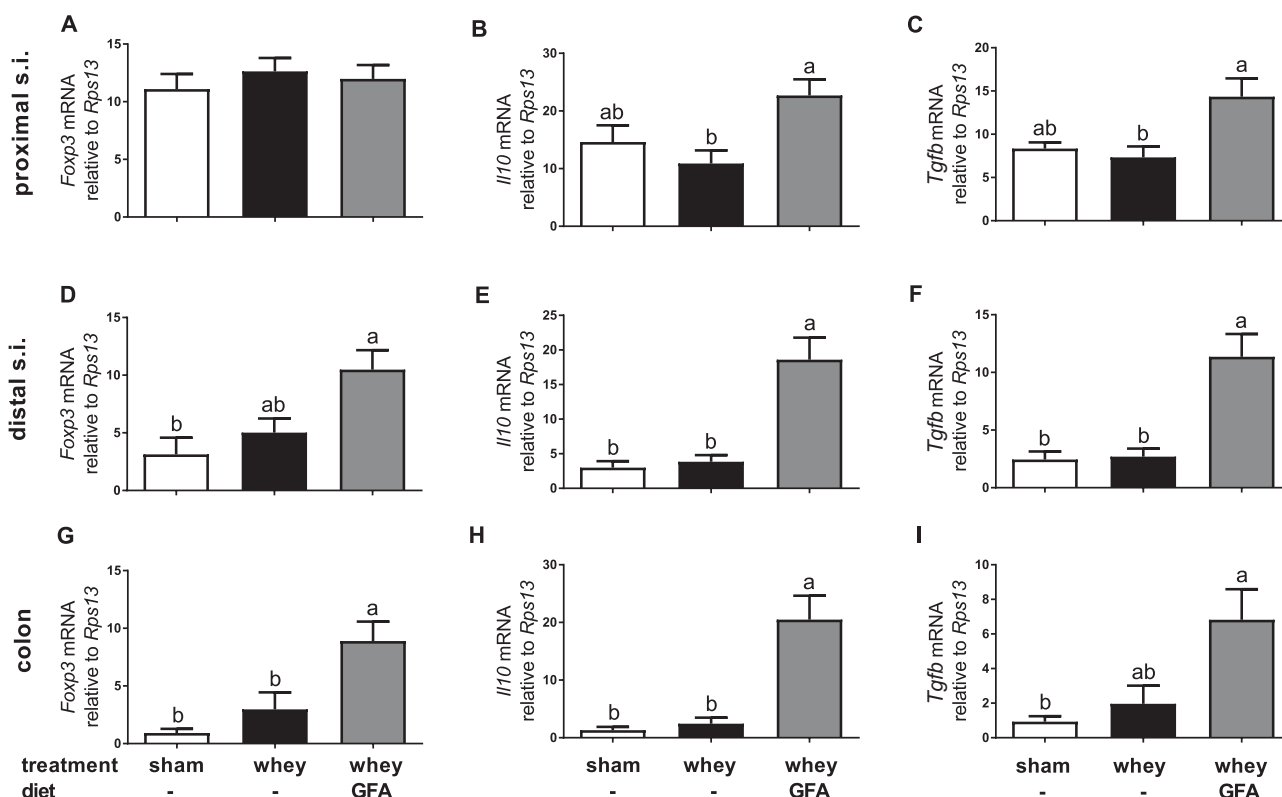 A
proximal s.i.
Foxp3 mRNA
relative to Rps13
15
10
5
0
B
Il10 mRNA
relative to Rps13
30
20
10
0
ab
b
a
C
Tgfb mRNA
relative to Rps13
20
15
10
5
0
ab
b
a
D
distal s.i.
Foxp3 mRNA
relative to Rps13
15
10
5
0
b
ab
a
E
Il10 mRNA
relative to Rps13
25
20
15
10
5
0
b
b
a
F
Tgfb mRNA
relative to Rps13
15
10
5
0
b
b
a
G
colon
Foxp3 mRNA
relative to Rps13
15
10
5
0
b
b
a
H
Il10 mRNA
relative to Rps13
30
20
10
0
b
b
a
I
Tgfb mRNA
relative to Rps13
10
8
6
4
2
0
b
ab
a
treatment sham whey whey sham whey whey sham whey whey
diet - - GFA - - GFA - - GFA